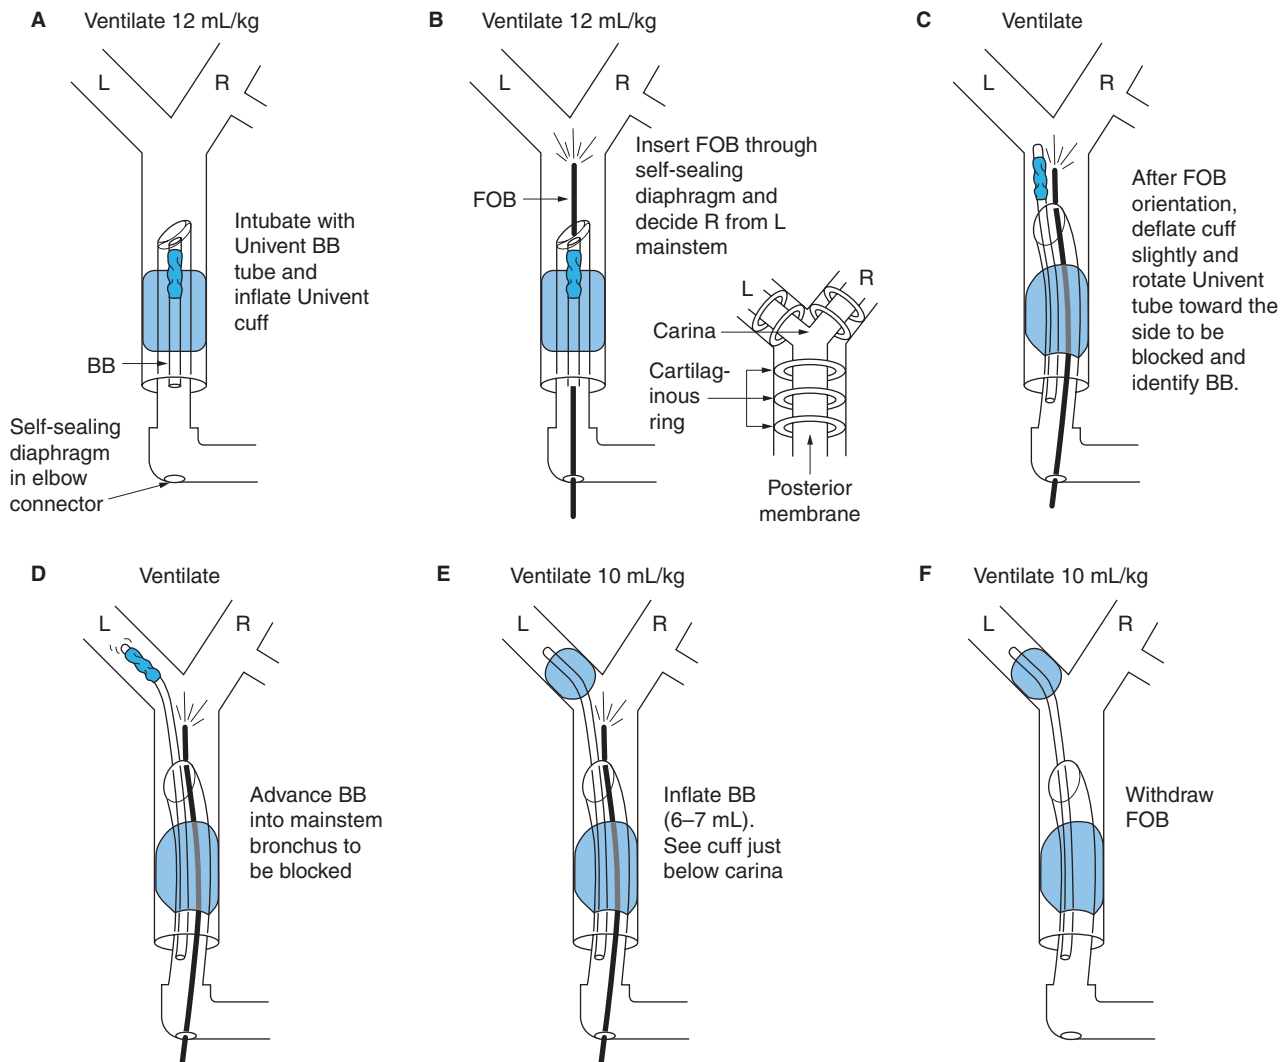 A Ventilate 12 mL/kg
L
R
Intubate with
Univent BB
tube and
inflate Univent
cuff
BB
Self-sealing
diaphragm
in elbow
connector
B Ventilate 12 mL/kg
L
R
Insert FOB through
self-sealing
diaphragm and
decide R from L
mainstem
FOB
L
R
Carina
Cartilag-
inous
ring
Posterior
membrane
C Ventilate
L
R
After FOB
orientation,
deflate cuff
slightly and
rotate Univent
tube toward the
side to be
blocked and
identify BB.
D Ventilate
L
R
Advance BB
into mainstem
bronchus to
be blocked
E Ventilate 10 mL/kg
L
R
Inflate BB
(6–7 mL).
See cuff just
below carina
F Ventilate 10 mL/kg
L
R
Withdraw
FOB